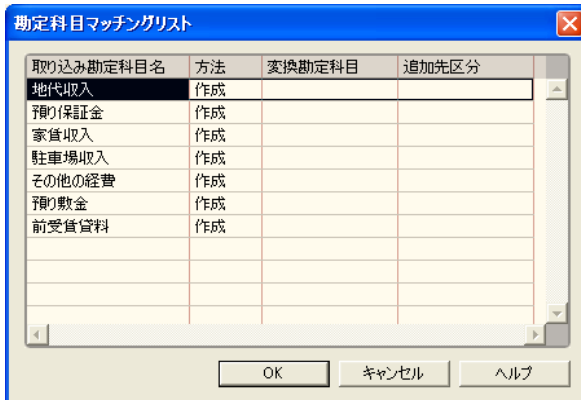 勘定科目マッチングリスト
取り込み勘定科目名 方法 変換勘定科目 追加先区分
地代収入 作成
預り保証金 作成
家賃収入 作成
駐車場収入 作成
その他の経費 作成
預り敷金 作成
前受賃貸料 作成
OK キャンセル ヘルプ